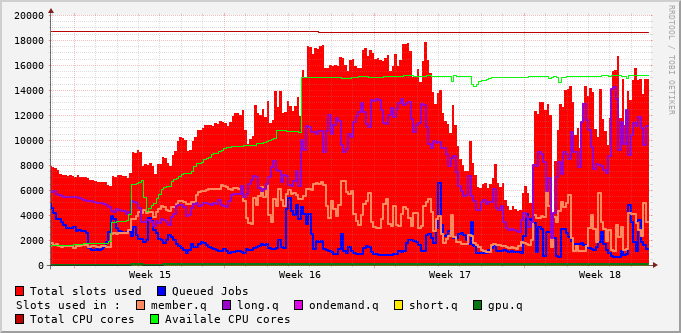 20000
18000
16000
14000
12000
10000
8000
6000
4000
2000
0
Week 15 Week 16 Week 17 Week 18
RRDTOOL / TOBI OETIKER
Total slots used Queued Jobs
Slots used in : member.q long.q ondemand.q short.q gpu.q
Total CPU cores Availale CPU cores